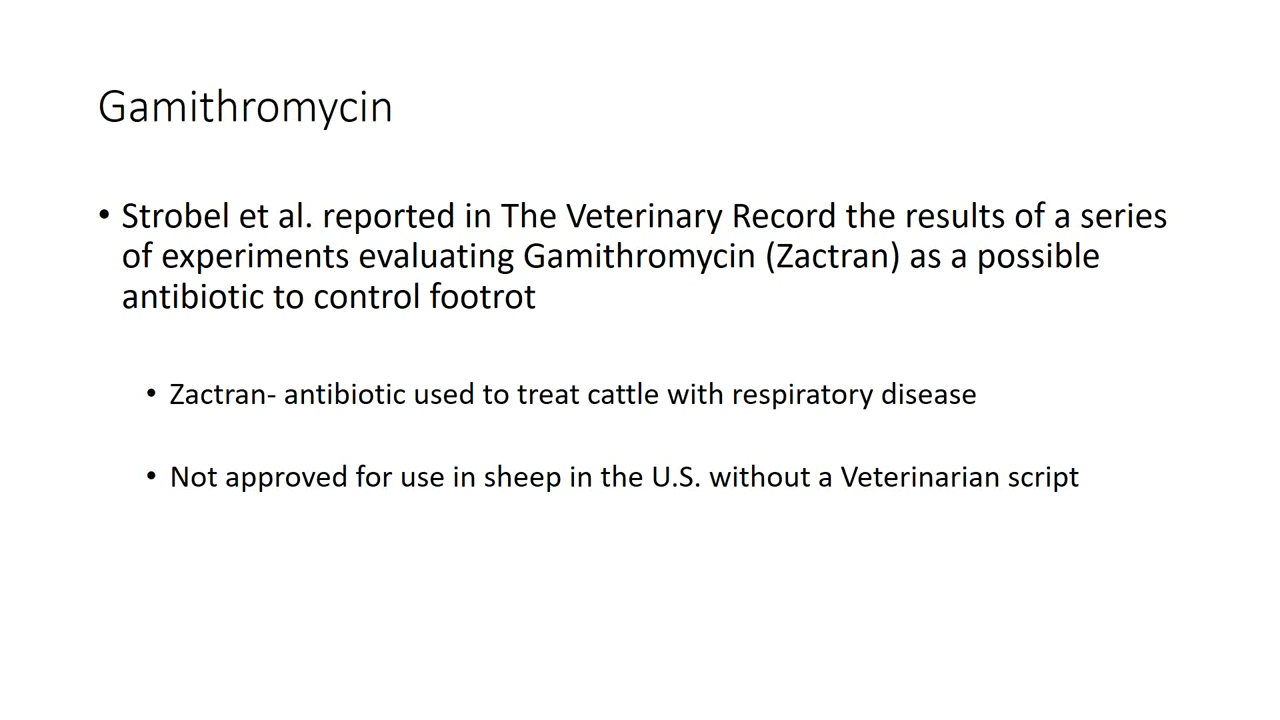 Gamithromycin
• Strobel et al. reported in The Veterinary Record the results of a series
of experiments evaluating Gamithromycin (Zactran) as a possible
antibiotic to control footrot
• Zactran- antibiotic used to treat cattle with respiratory disease
• Not approved for use in sheep in the U.S. without a Veterinarian script